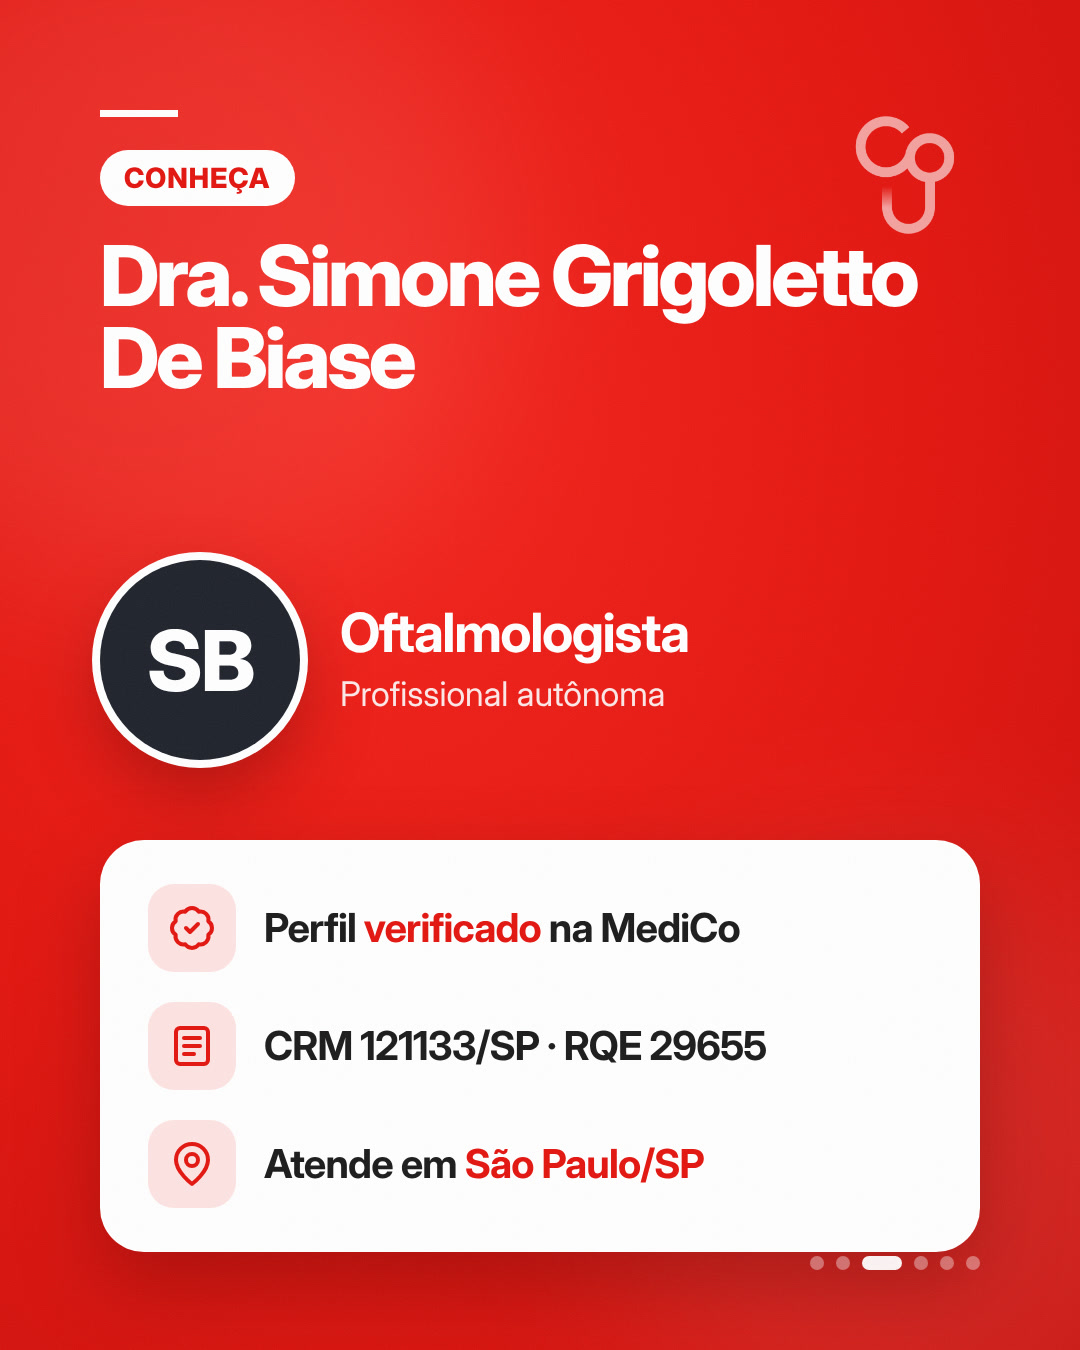 CONHEÇA
Dra. Simone Grigoletto
De Biase
SB
Oftalmologista
Profissional autônoma
Perfil verificado na MediCo
CRM 121133/SP · RQE 29655
Atende em São Paulo/SP